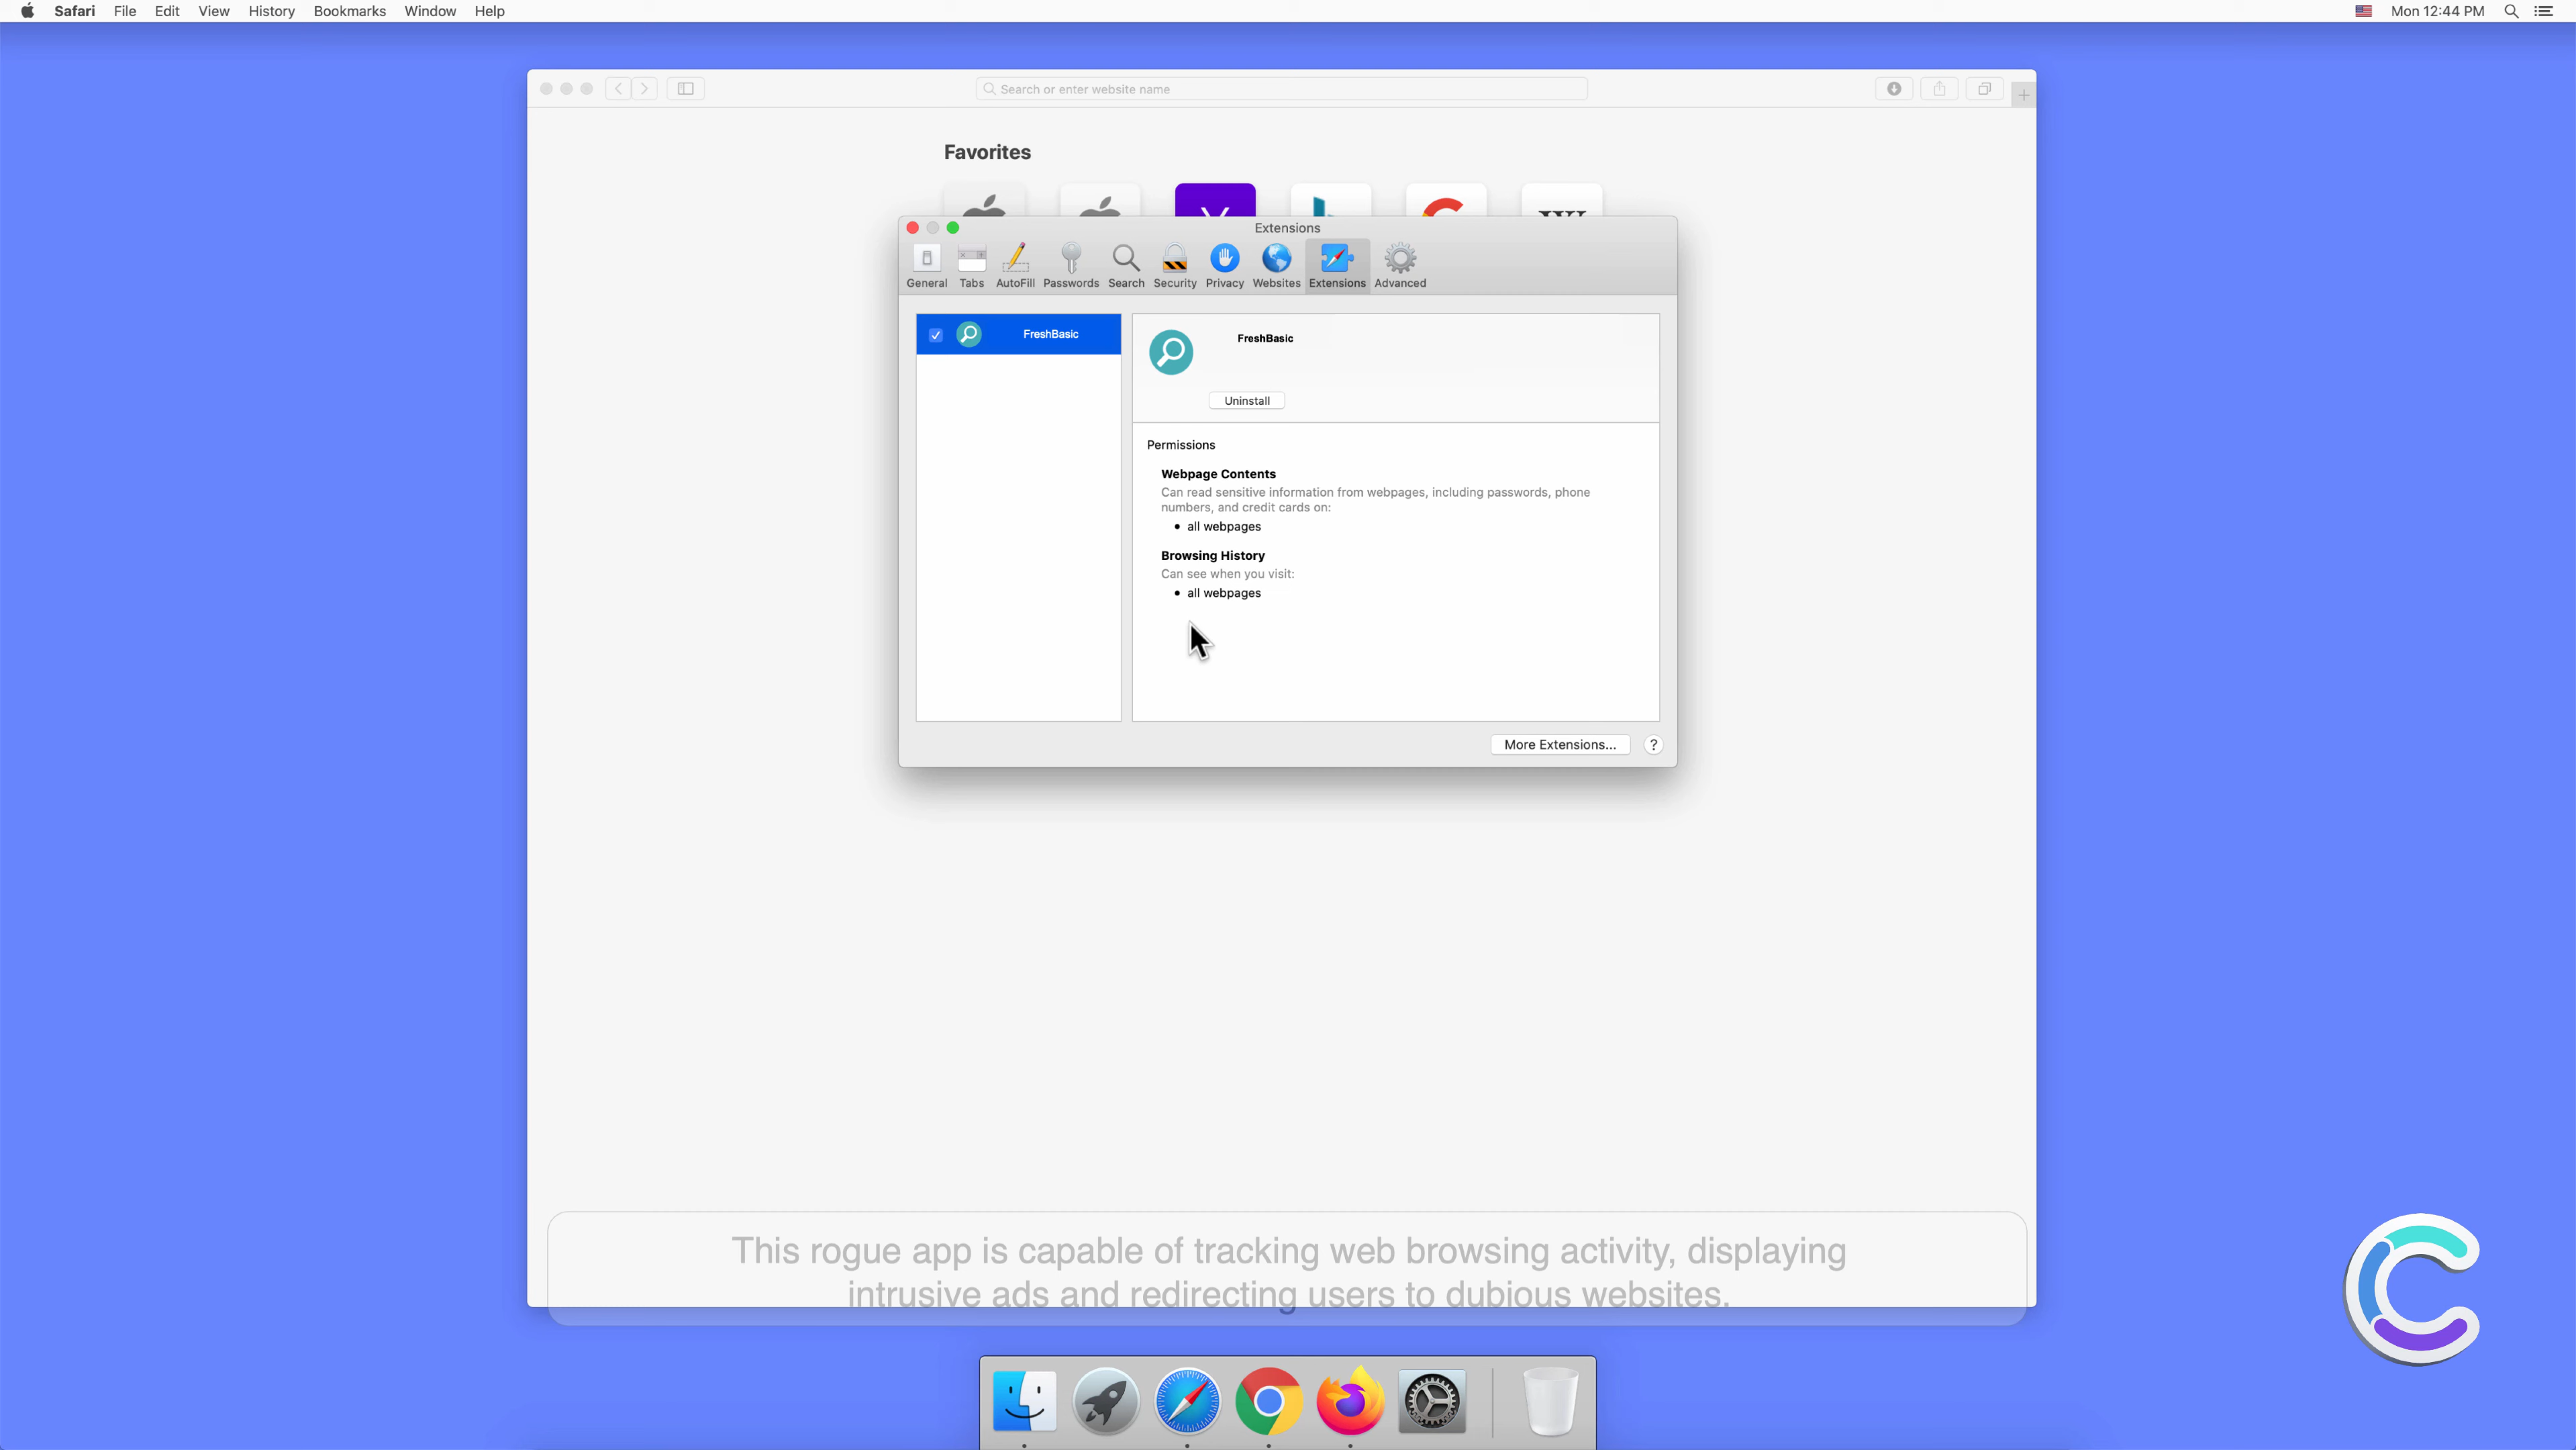 Safari File Edit View History Bookmarks Window Help Mon 12:44 PM
Search or enter website name
Favorites
Extensions
General Tabs AutoFill Passwords Search Security Privacy Websites Extensions Advanced
FreshBasic
FreshBasic
Uninstall
Permissions
Webpage Contents
Can read sensitive information from webpages, including passwords, phone
numbers, and credit cards on:
• all webpages
Browsing History
Can see when you visit:
• all webpages
More Extensions... ?
This rogue app is capable of tracking web browsing activity, displaying
intrusive ads and redirecting users to dubious websites.